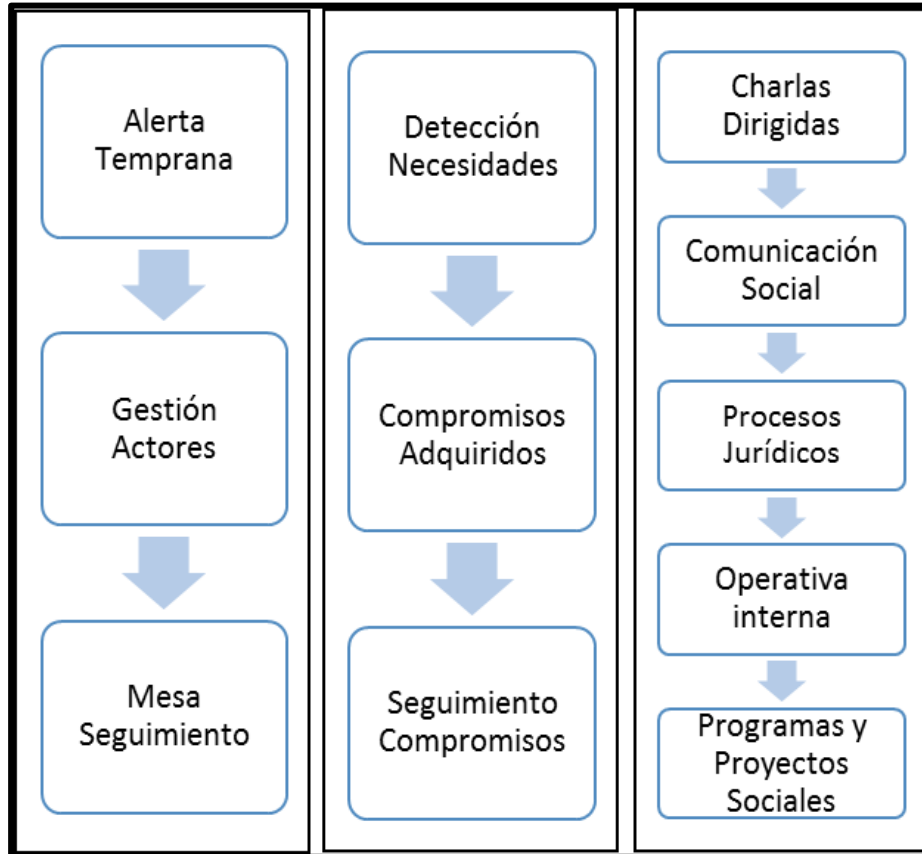 Alerta
Temprana
Gestión
Actores
Mesa
Seguimiento
Detección
Necesidades
Compromisos
Adquiridos
Seguimiento
Compromisos
Charlas
Dirigidas
Comunicación
Social
Procesos
Jurídicos
Operativa
interna
Programas y
Proyectos
Sociales